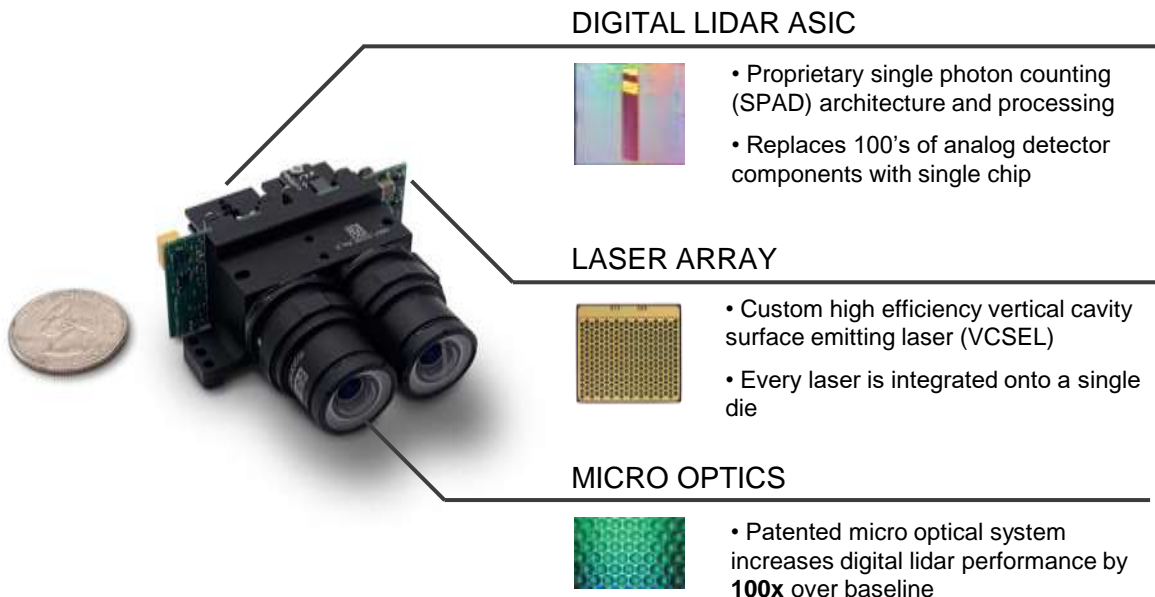 DIGITAL LIDAR ASIC
• Proprietary single photon counting
(SPAD) architecture and processing
• Replaces 100's of analog detector
components with single chip
LASER ARRAY
• Custom high efficiency vertical cavity
surface emitting laser (VCSEL)
• Every laser is integrated onto a single
die
MICRO OPTICS
• Patented micro optical system
increases digital lidar performance by
100x over baseline